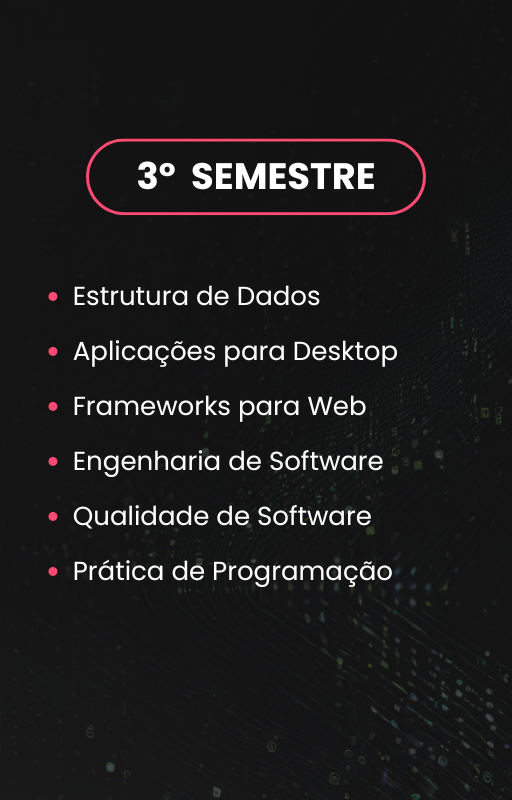 3º SEMESTRE
Estrutura de Dados
Aplicações para Desktop
Frameworks para Web
Engenharia de Software
Qualidade de Software
Prática de Programação